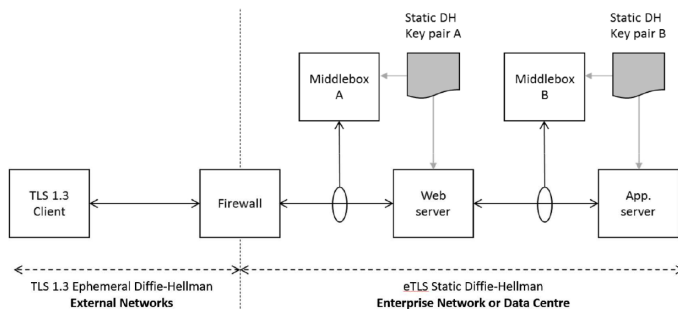 Static DH
Key pair A
Static DH
Key pair B
Middlebox
A
Middlebox
B
TLS 1.3
Client
Firewall
Web
server
App.
server
TLS 1.3 Ephemeral Diffie-Hellman
External Networks
eTLS Static Diffie-Hellman
Enterprise Network or Data Centre